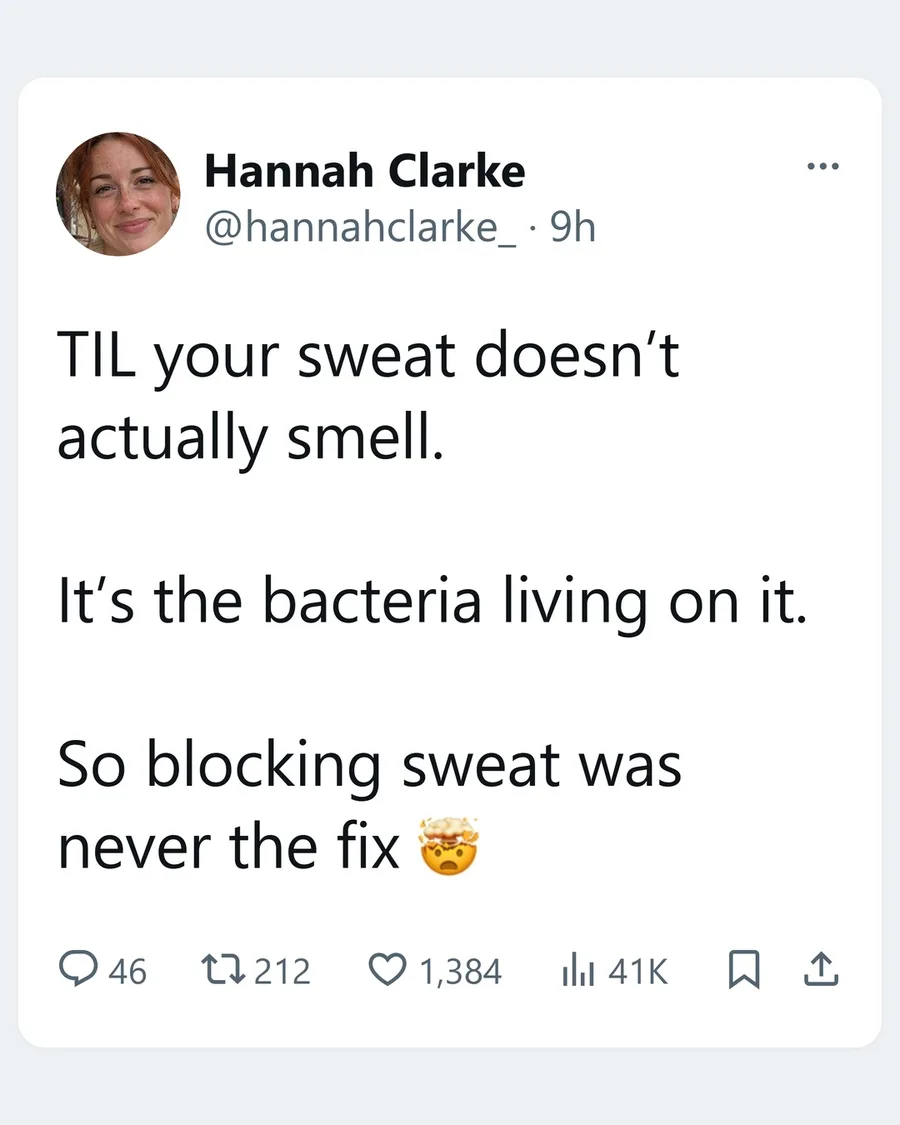 Hannah Clarke
@hannahclarke_ · 9h
TIL your sweat doesn’t
actually smell.
It’s the bacteria living on it.
So blocking sweat was
never the fix 🤯
46 212 1,384 41K